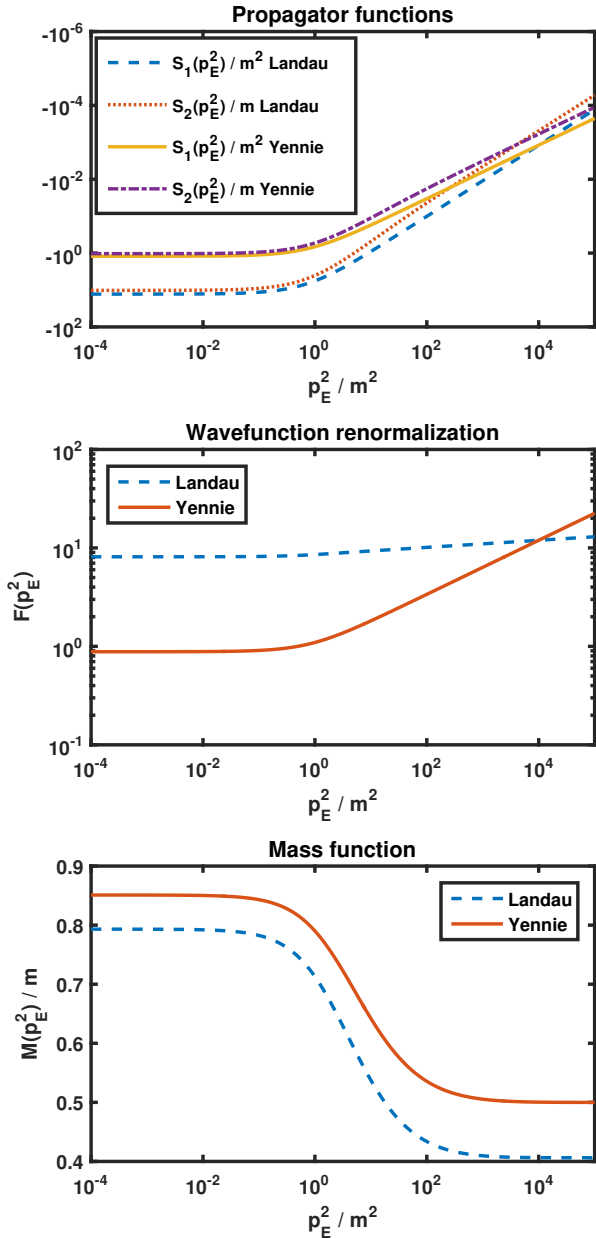 Propagator functions
-10^-6
-10^-4
-10^-2
-10^0
-10^2
S_1(p_E^2) / m^2 Landau
S_2(p_E^2) / m Landau
S_1(p_E^2) / m^2 Yennie
S_2(p_E^2) / m Yennie
10^-4 10^-2 10^0 10^2 10^4
p_E^2 / m^2
Wavefunction renormalization
F(p_E^2)
10^2
10^1
10^0
10^-1
Landau
Yennie
10^-4 10^-2 10^0 10^2 10^4
p_E^2 / m^2
Mass function
M(p_E^2) / m
0.9
0.8
0.7
0.6
0.5
0.4
Landau
Yennie
10^-4 10^-2 10^0 10^2 10^4
p_E^2 / m^2